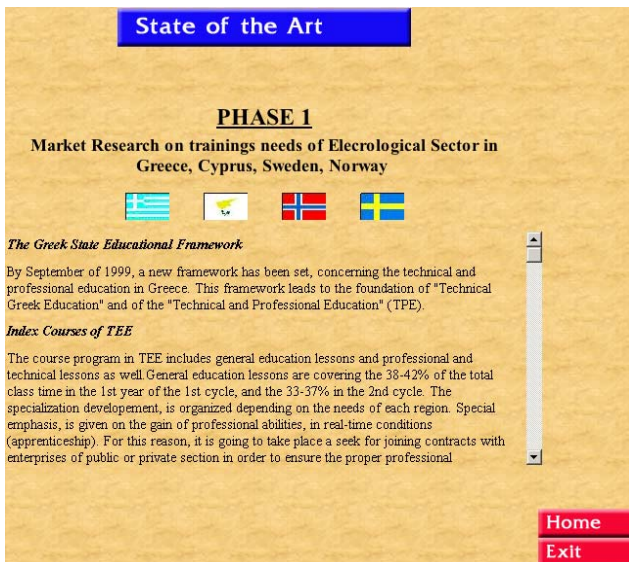 State of the Art
PHASE 1
Market Research on trainings needs of Elecrological Sector in
Greece, Cyprus, Sweden, Norway
The Greek State Educational Framework
By September of 1999, a new framework has been set, concerning the technical and
professional education in Greece. This framework leads to the foundation of "Technical
Greek Education" and of the "Technical and Professional Education" (TPE).
Index Courses of TEE
The course program in TEE includes general education lessons and professional and
technical lessons as well.General education lessons are covering the 38-42% of the total
class time in the 1st year of the 1st cycle, and the 33-37% in the 2nd cycle. The
specialization developement, is organized depending on the needs of each region. Special
emphasis, is given on the gain of professional abilities, in real-time conditions
(apprenticeship). For this reason, it is going to take place a seek for joining contracts with
enterprises of public or private section in order to ensure the proper professional
Home
Exit